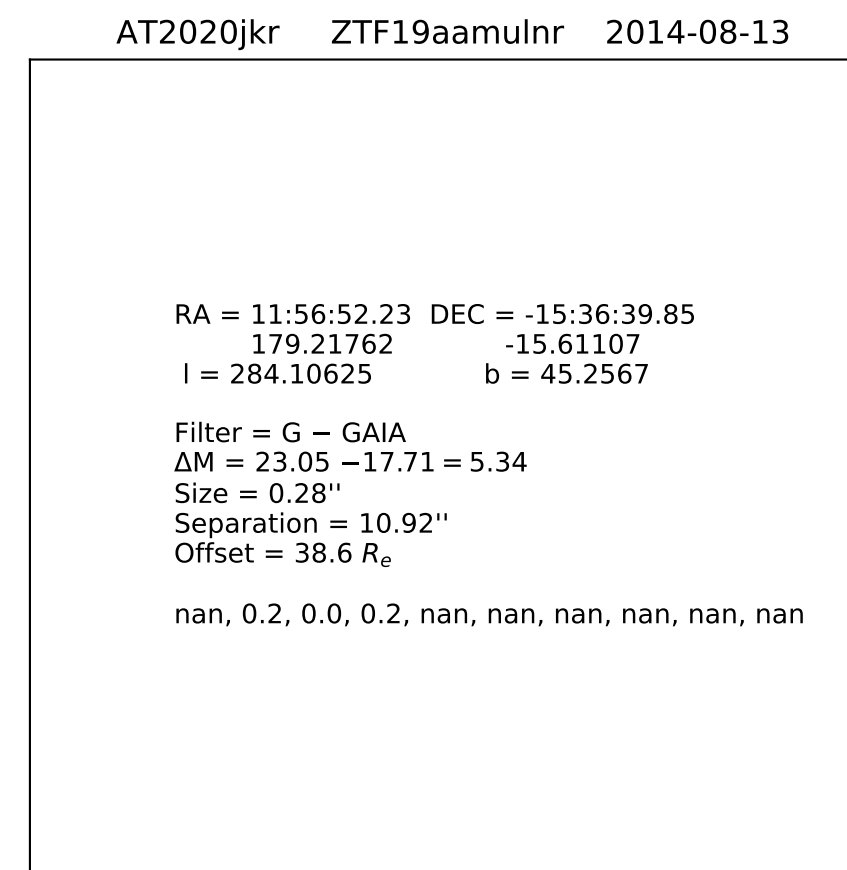 AT2020jkr ZTF19aamulnr 2014-08-13
RA = 11:56:52.23 DEC = -15:36:39.85
179.21762 -15.61107
l = 284.10625 b = 45.2567
Filter = G − GAIA
ΔM = 23.05 −17.71 = 5.34
Size = 0.28''
Separation = 10.92''
Offset = 38.6 Rₑ
nan, 0.2, 0.0, 0.2, nan, nan, nan, nan, nan, nan